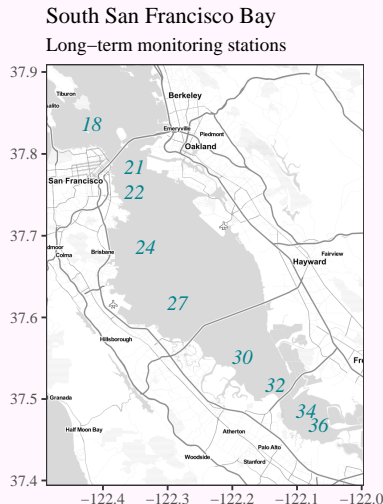 South San Francisco Bay
Long−term monitoring stations
37.9
Tiburon
Berkeley
alito
18
Emeryville
Piedmont
Oakland
37.8
21
San Francisco
22
37.7
24
dmoor
Colma
Brisbane
Fairview
Hayward
27
37.6
Hillsborough
30
Fr
32
37.5
Granada
34
36
Half Moon Bay
Atherton
Palo Alto
Woodside
Stanford
37.4
−122.4
−122.3
−122.2
−122.1
−122.0